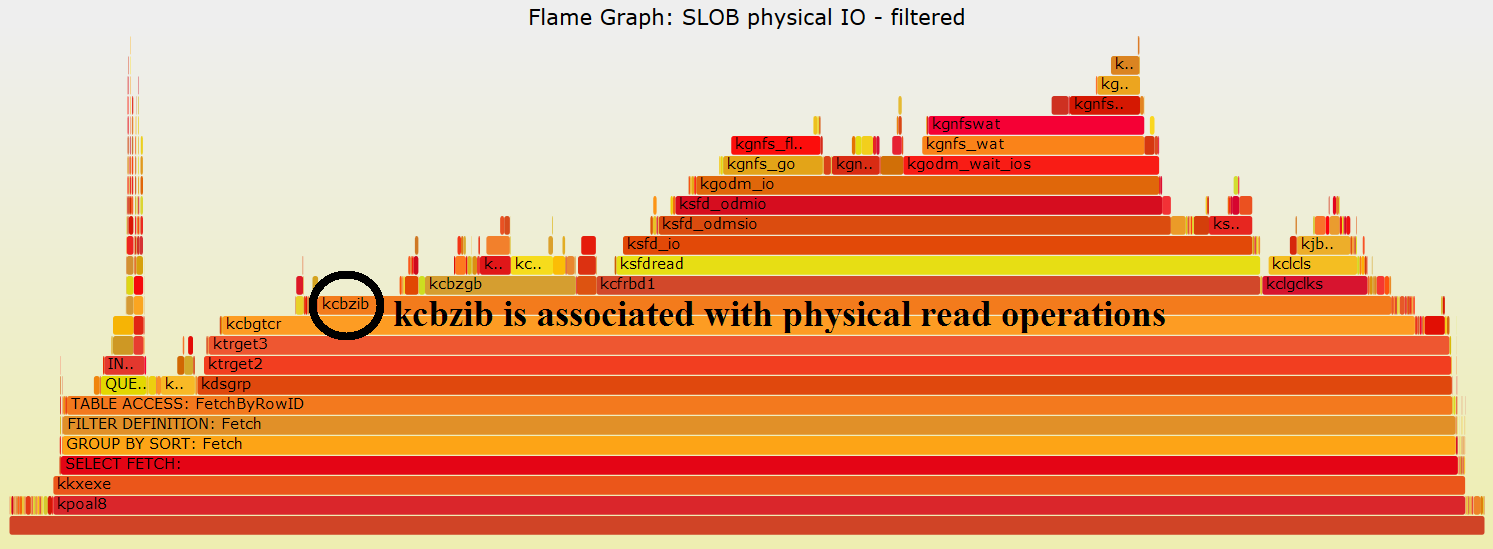 Flame Graph: SLOB physical IO - filtered
k..
kg..
kgnfs..
kgnfswat
kgnfs_fl..
kgnfs_wat
kgnfs_go
kgn..
kgodm_wait_ios
kgodm_io
ksfd_odmio
ksfd_odmsio
ks..
ksfd_io
kjb..
k..
kc..
ksfdread
kclcls
kcbzgb
kcfrbd1
kclgclks
kcbzib
kcbzib is associated with physical read operations
kcbgtcr
ktrget3
IN..
ktrget2
QUE..
k..
kdsgrp
TABLE ACCESS: FetchByRowID
FILTER DEFINITION: Fetch
GROUP BY SORT: Fetch
SELECT FETCH:
kkxexe
kpoal8